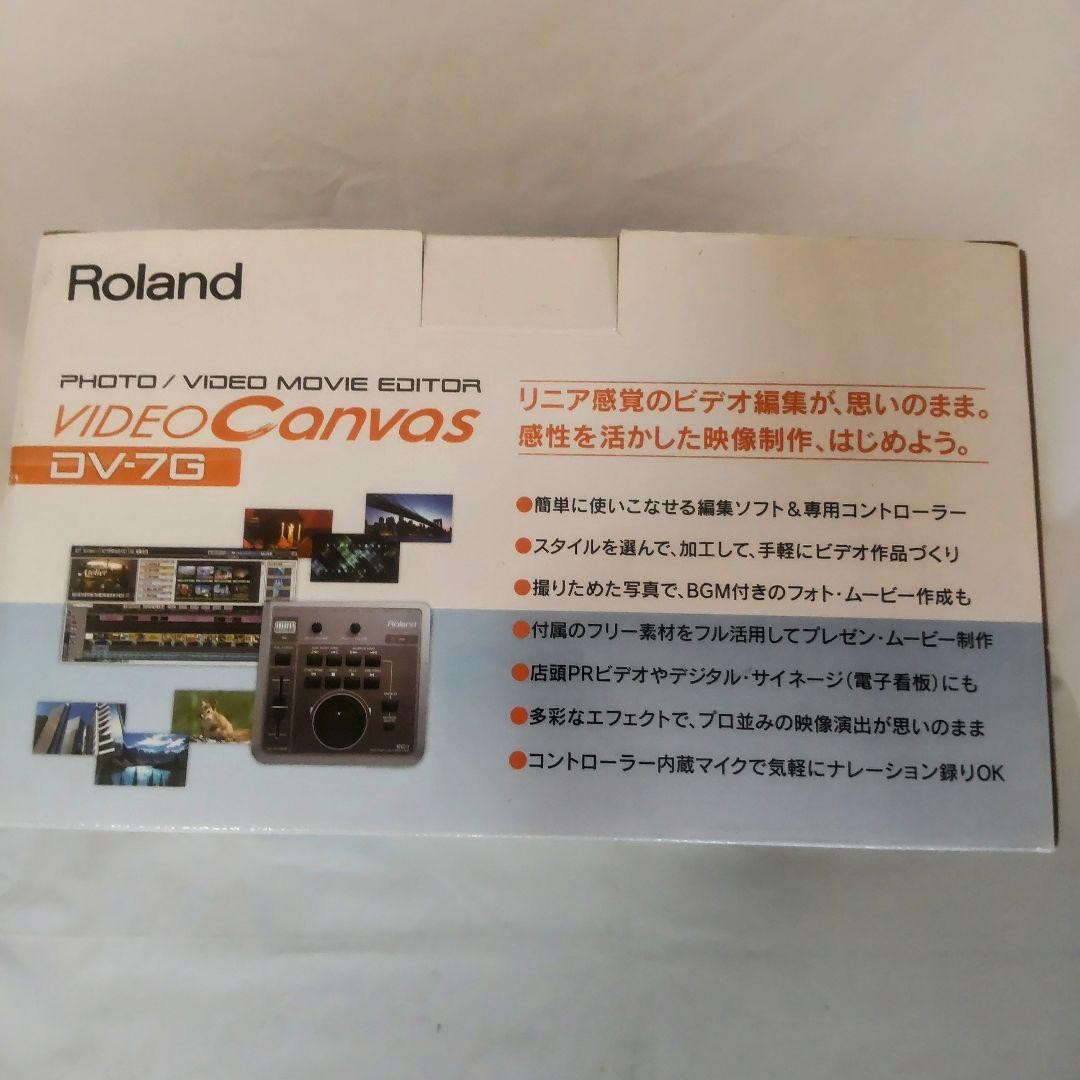 Roland
PHOTO / VIDEO MOVIE EDITOR
VIDEO Canvas
DV-7G
リニア感覚のビデオ編集が、思いのまま。
感性を活かした映像制作、はじめよう。
●簡単に使いこなせる編集ソフト&専用コントローラー
●スタイルを選んで、加工して、手軽にビデオ作品づくり
●撮りためた写真で、BGM付きのフォト・ムービー作成も
●付属のフリー素材をフル活用してプレゼン・ムービー制作
●店頭PRビデオやデジタル・サイネージ(電子看板)にも
●多彩なエフェクトで、プロ並みの映像演出が思いのまま
●コントローラー内蔵マイクで気軽にナレーション録りOK
Atelier
Roland